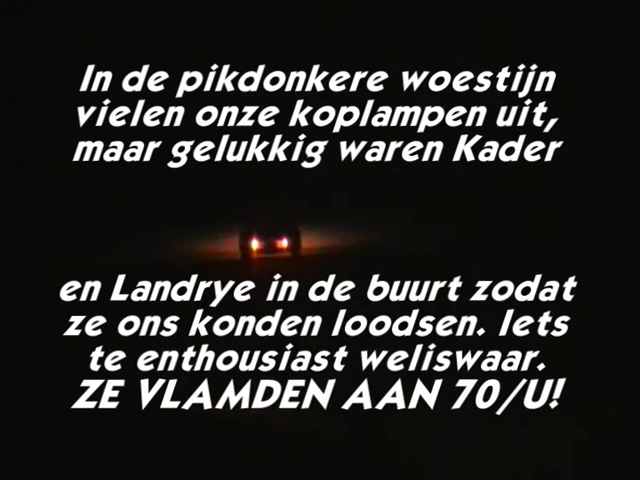 In de pikdonkere woestijn
vielen onze koplampen uit,
maar gelukkig waren Kader
en Landrye in de buurt zodat
ze ons konden loodsen. Iets
te enthousiast weliswaar.
ZE VLAMDEN AAN 70/U!